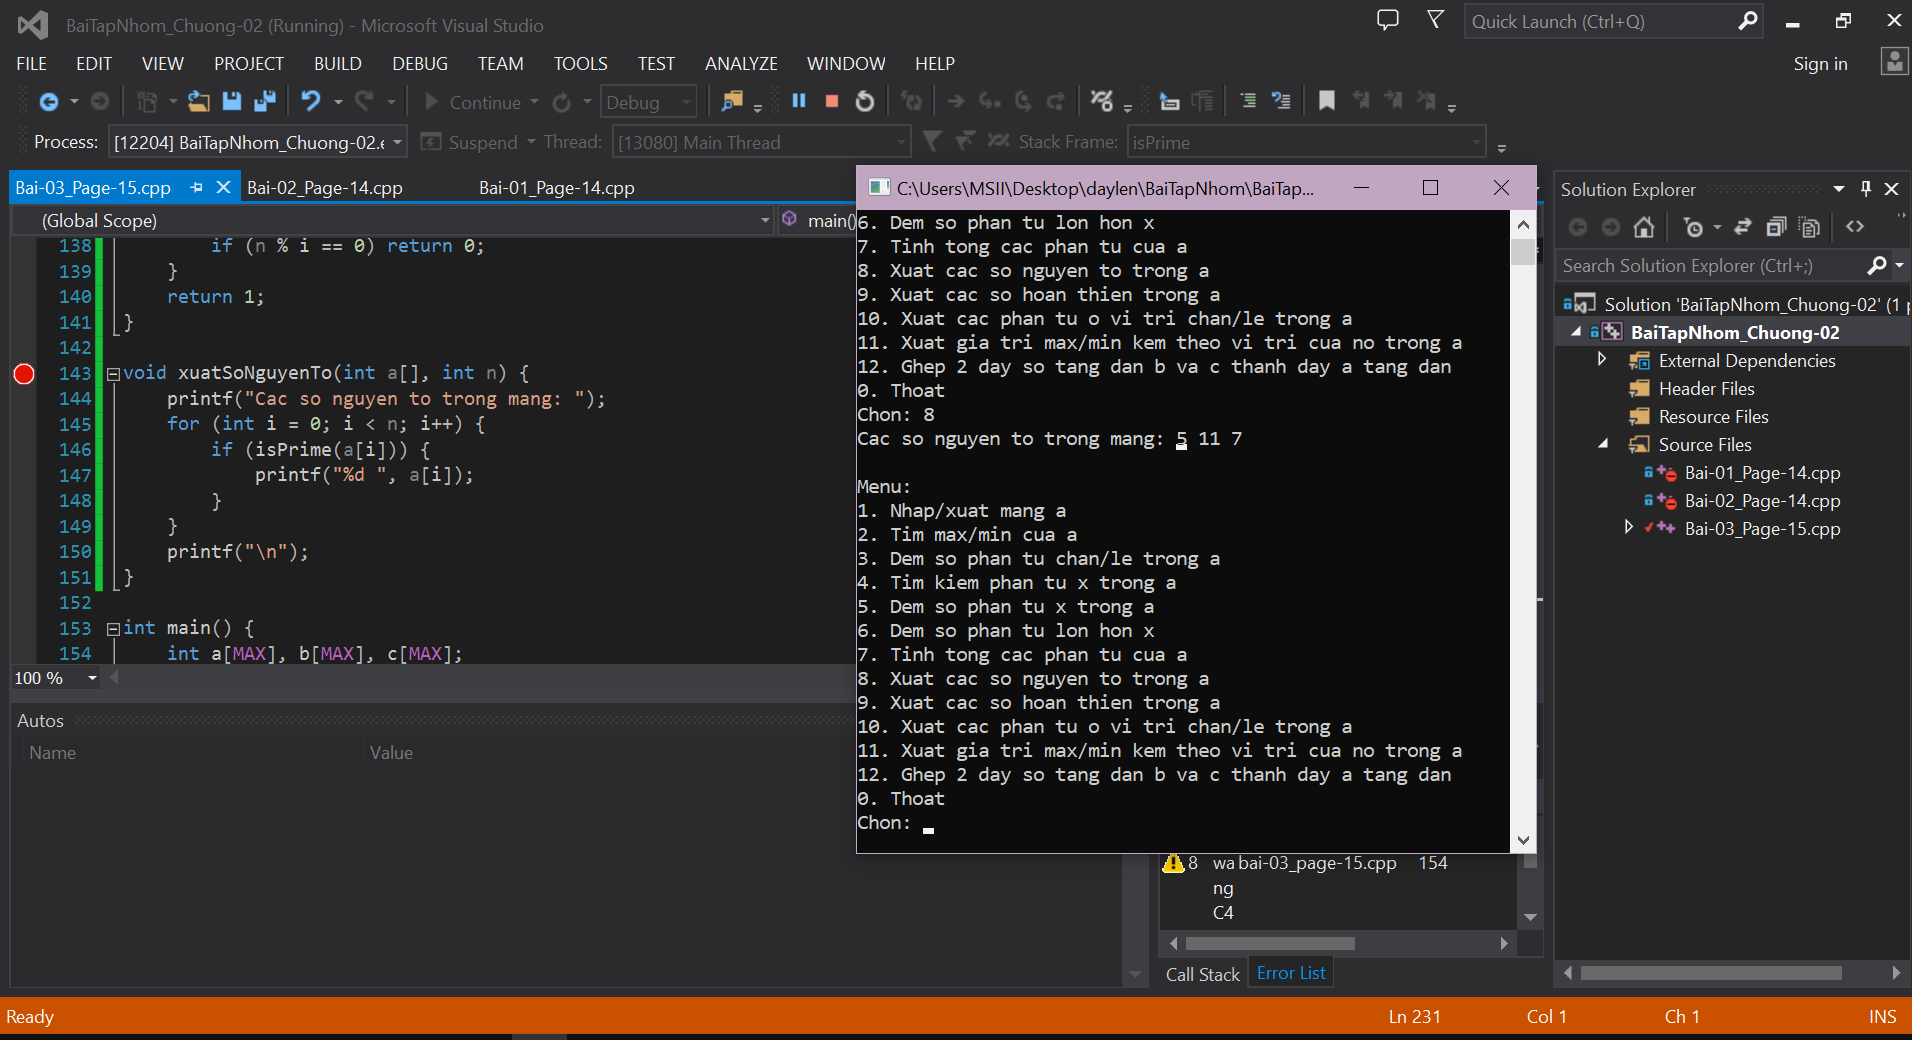 BaiTapNhom_Chuong-02 (Running) - Microsoft Visual Studio
Quick Launch (Ctrl+Q)
FILE EDIT VIEW PROJECT BUILD DEBUG TEAM TOOLS TEST ANALYZE WINDOW HELP
Sign in
Continue
Debug
Process: [12204] BaiTapNhom_Chuong-02.e
Suspend
Thread: [13080] Main Thread
Stack Frame: isPrime
Bai-03_Page-15.cpp
Bai-02_Page-14.cpp
Bai-01_Page-14.cpp
(Global Scope)
main()
138 if (n % i == 0) return 0;
139 }
140 return 1;
141 }
142
143 void xuatSoNguyenTo(int a[], int n) {
144 printf("Cac so nguyen to trong mang: ");
145 for (int i = 0; i < n; i++) {
146 if (isPrime(a[i])) {
147 printf("%d ", a[i]);
148 }
149 }
150 printf("\n");
151 }
152
153 int main() {
154 int a[MAX], b[MAX], c[MAX];
100 %
Autos
Name Value
C:\Users\MSII\Desktop\daylen\BaiTapNhom\BaiTap...
6. Dem so phan tu lon hon x
7. Tinh tong cac phan tu cua a
8. Xuat cac so nguyen to trong a
9. Xuat cac so hoan thien trong a
10. Xuat cac phan tu o vi tri chan/le trong a
11. Xuat gia tri max/min kem theo vi tri cua no trong a
12. Ghep 2 day so tang dan b va c thanh day a tang dan
0. Thoat
Chon: 8
Cac so nguyen to trong mang: 5 11 7
Menu:
1. Nhap/xuat mang a
2. Tim max/min cua a
3. Dem so phan tu chan/le trong a
4. Tim kiem phan tu x trong a
5. Dem so phan tu x trong a
6. Dem so phan tu lon hon x
7. Tinh tong cac phan tu cua a
8. Xuat cac so nguyen to trong a
9. Xuat cac so hoan thien trong a
10. Xuat cac phan tu o vi tri chan/le trong a
11. Xuat gia tri max/min kem theo vi tri cua no trong a
12. Ghep 2 day so tang dan b va c thanh day a tang dan
0. Thoat
Chon:
8 wa bai-03_page-15.cpp 154
ng
C4
Call Stack
Error List
Solution Explorer
Search Solution Explorer (Ctrl+;)
Solution 'BaiTapNhom_Chuong-02' (1 p
BaiTapNhom_Chuong-02
External Dependencies
Header Files
Resource Files
Source Files
Bai-01_Page-14.cpp
Bai-02_Page-14.cpp
Bai-03_Page-15.cpp
Ready
Ln 231
Col 1
Ch 1
INS